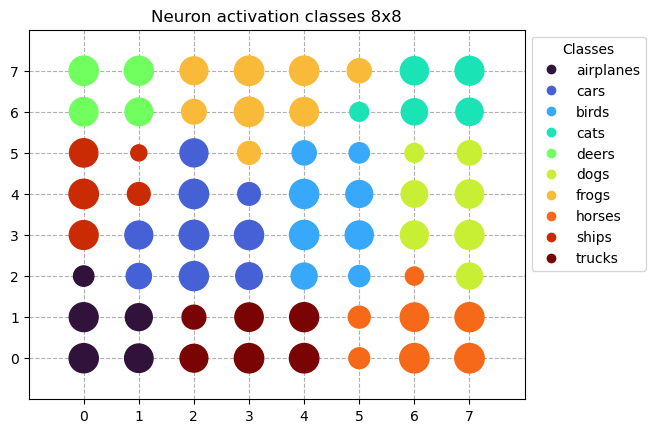 Neuron activation classes 8x8
7
6
5
4
3
2
1
0
0 1 2 3 4 5 6 7
Classes
airplanes
cars
birds
cats
deers
dogs
frogs
horses
ships
trucks